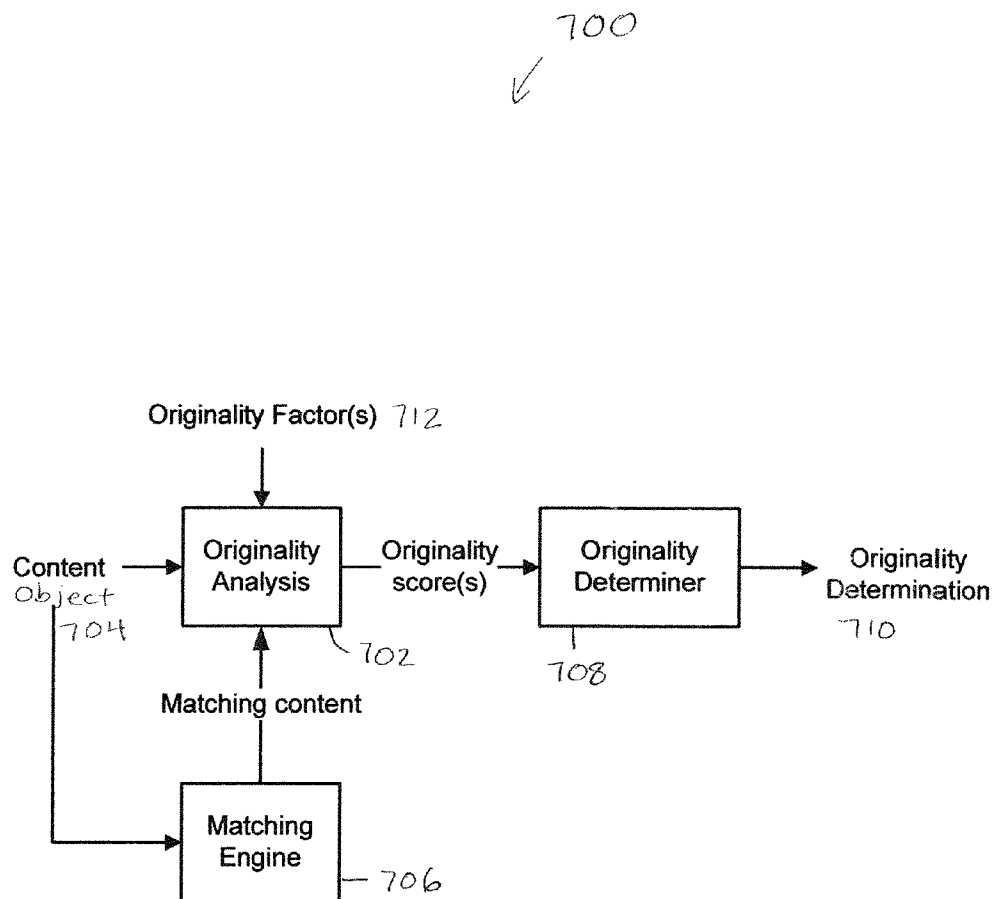 700
Originality Factor(s) 712
Content
Object
704
Originality
Analysis
702
Originality
score(s)
Originality
Determiner
708
Originality
Determination
710
Matching content
Matching
Engine
706